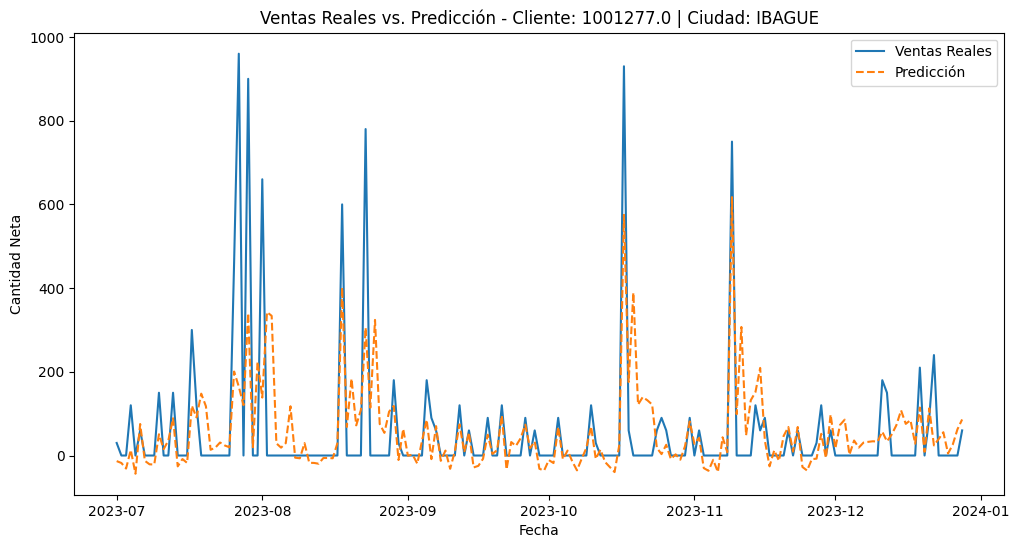 Ventas Reales vs. Predicción - Cliente: 1001277.0 | Ciudad: IBAGUE
Ventas Reales
Predicción
Cantidad Neta
1000
800
600
400
200
0
2023-07
2023-08
2023-09
2023-10
2023-11
2023-12
2024-01
Fecha